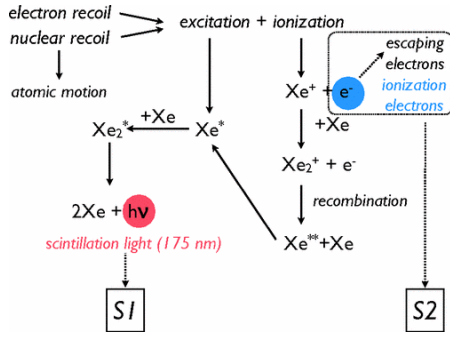 electron recoil
nuclear recoil
excitation + ionization
atomic motion
escaping
electrons
ionization
electrons
Xe⁺ + e⁻
+Xe
Xe₂* +Xe Xe*
Xe₂⁺ + e⁻
recombination
2Xe + hν
scintillation light (175 nm)
Xe**+Xe
S1
S2